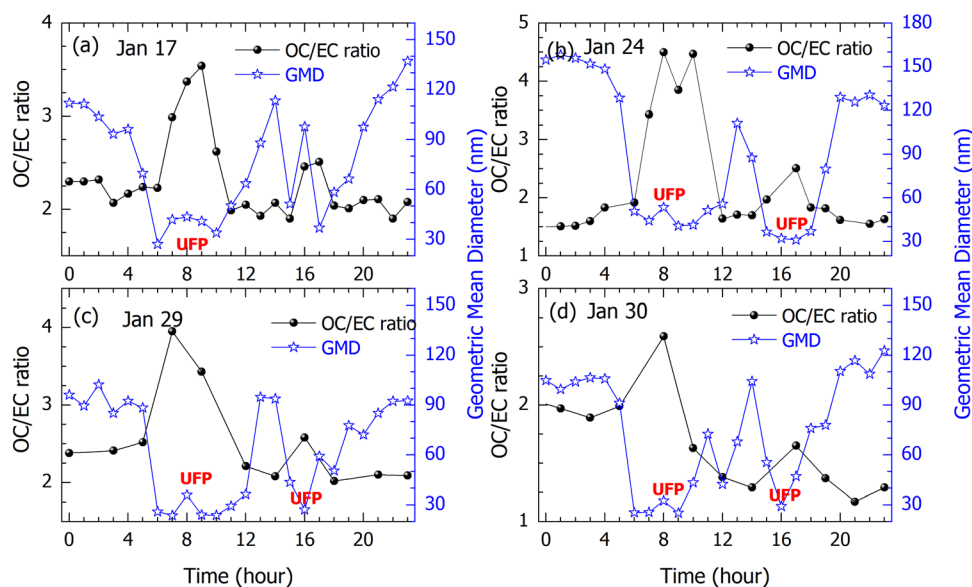 (a) Jan 17
OC/EC ratio
GMD
UFP
OC/EC ratio
4
3
2
150
120
90
60
30
0 4 8 12 16 20
Geometric Mean Diameter (nm)
(b) Jan 24
OC/EC ratio
GMD
UFP
UFP
OC/EC ratio
5
4
3
2
1
180
150
120
90
60
30
0 4 8 12 16 20
Geometric Mean Diameter (nm)
(c) Jan 29
OC/EC ratio
GMD
UFP
UFP
OC/EC ratio
4
3
2
150
120
90
60
30
0 4 8 12 16 20
Time (hour)
(d) Jan 30
OC/EC ratio
GMD
UFP
UFP
OC/EC ratio
3
2
1
150
120
90
60
30
0 4 8 12 16 20
Time (hour)